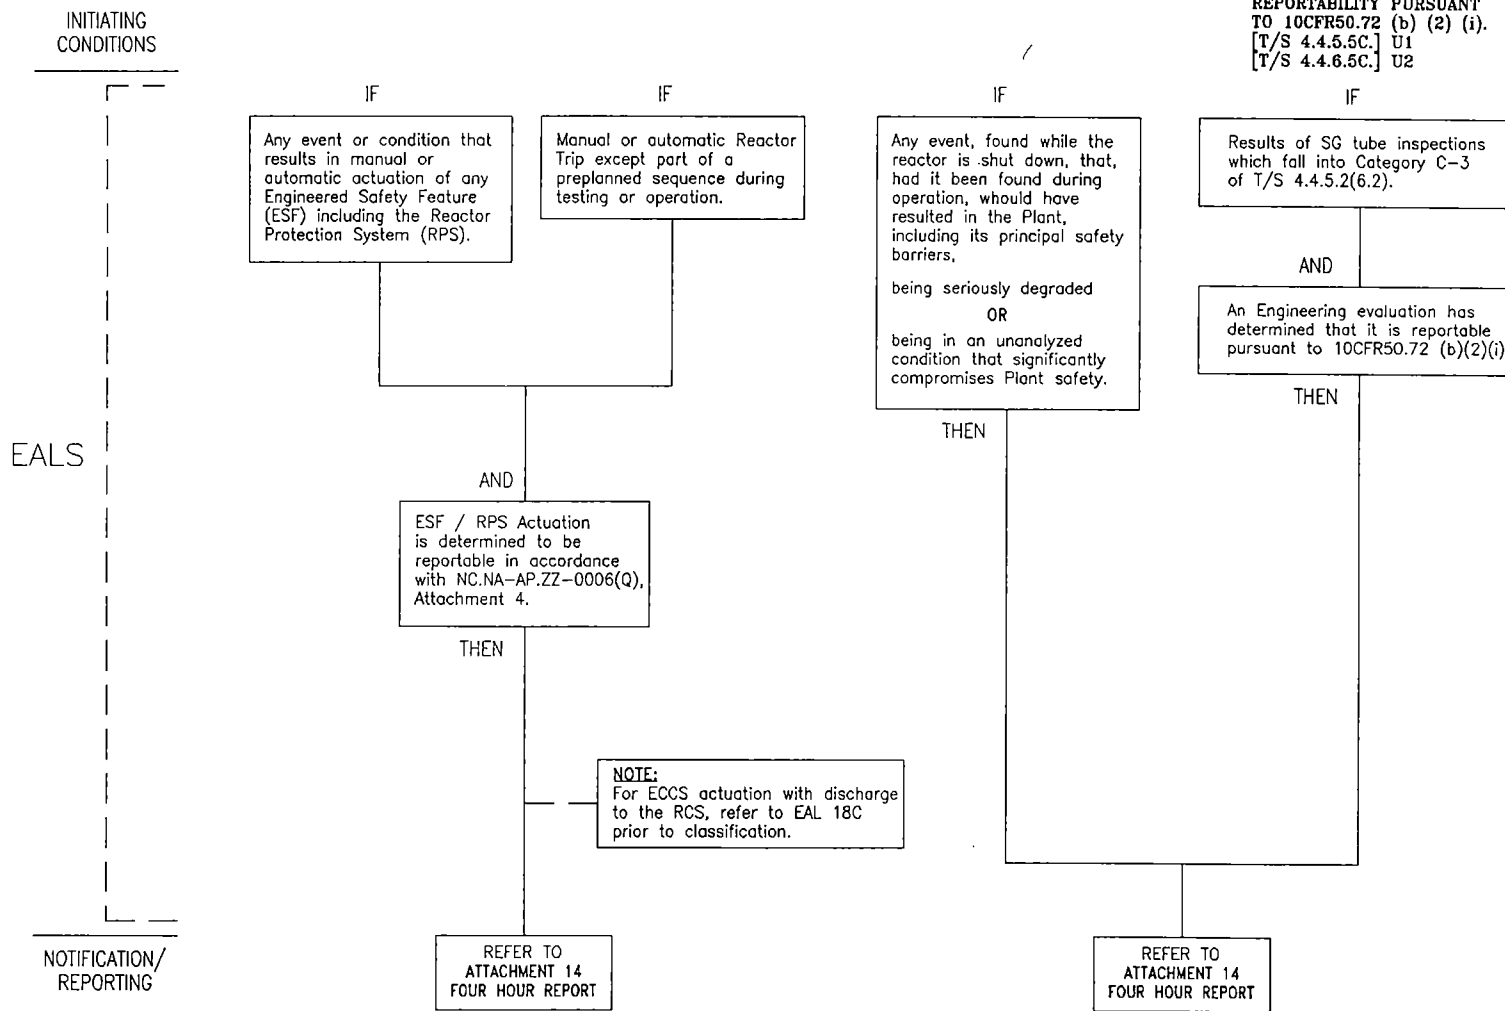 INITIATING
CONDITIONS
REPORTABILITY PURSUANT
TO 10CFR50.72 (b) (2) (i).
[T/S 4.4.5.5C.] U1
[T/S 4.4.6.5C.] U2
EALS
IF
Any event or condition that
results in manual or
automatic actuation of any
Engineered Safety Feature
(ESF) including the Reactor
Protection System (RPS).
IF
Manual or automatic Reactor
Trip except part of a
preplanned sequence during
testing or operation.
AND
ESF / RPS Actuation
is determined to be
reportable in accordance
with NC.NA-AP.ZZ-0006(Q),
Attachment 4.
THEN
NOTE:
For ECCS actuation with discharge
to the RCS, refer to EAL 18C
prior to classification.
IF
Any event, found while the
reactor is shut down, that,
had it been found during
operation, whould have
resulted in the Plant,
including its principal safety
barriers,
being seriously degraded
OR
being in an unanalyzed
condition that significantly
compromises Plant safety.
THEN
IF
Results of SG tube inspections
which fall into Category C-3
of T/S 4.4.5.2(6.2).
AND
An Engineering evaluation has
determined that it is reportable
pursuant to 10CFR50.72 (b)(2)(i)
THEN
NOTIFICATION/
REPORTING
REFER TO
ATTACHMENT 14
FOUR HOUR REPORT
REFER TO
ATTACHMENT 14
FOUR HOUR REPORT